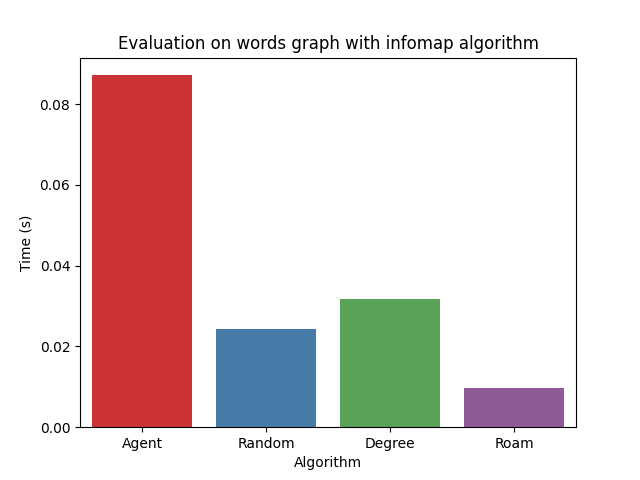 Evaluation on words graph with infomap algorithm
0.08
0.06
0.04
0.02
0.00
Time (s)
Agent Random Degree Roam
Algorithm